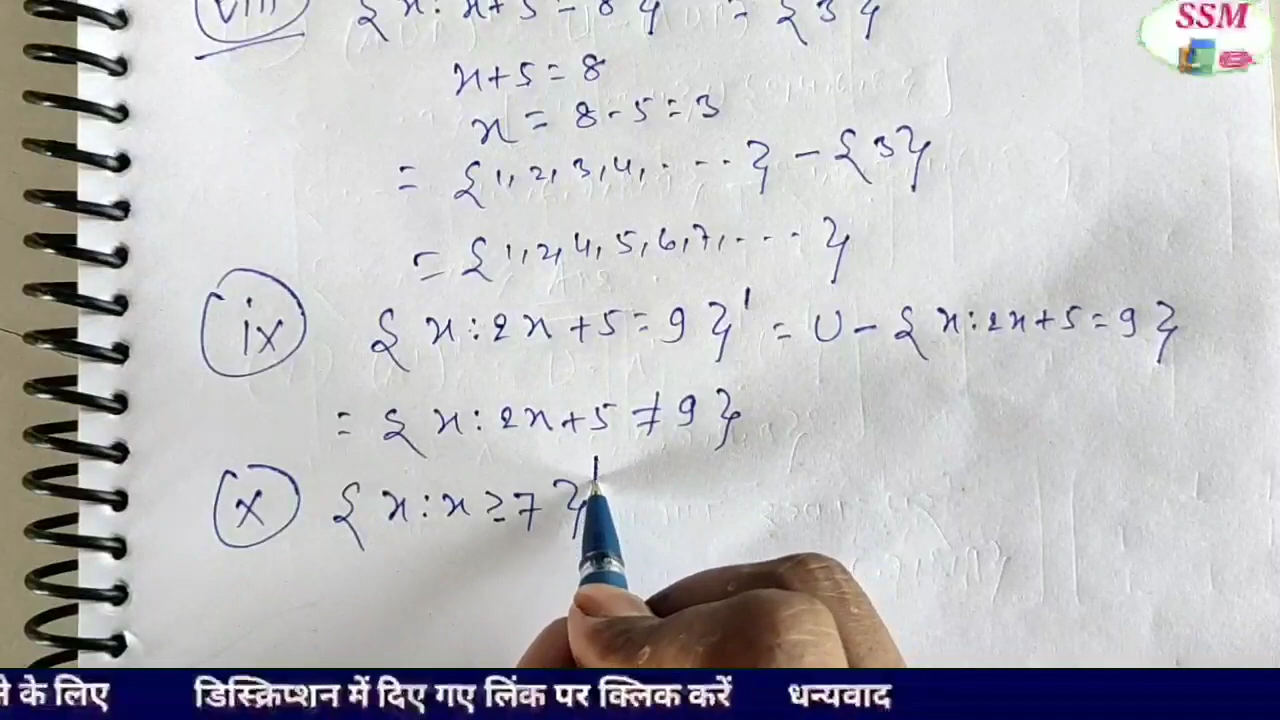 SSM
viii {x: x+5=8} - {3}
x+5=8
x = 8-5=3
= {1,2,3,4,....} - {3}
= {1,2,4,5,6,7,....}
ix {x:2x+5=9}' = U - {x:2x+5=9}
= {x:2x+5≠9}
x {x:x≥7}'
से के लिए डिस्क्रिप्शन में दिए गए लिंक पर क्लिक करें धन्यवाद